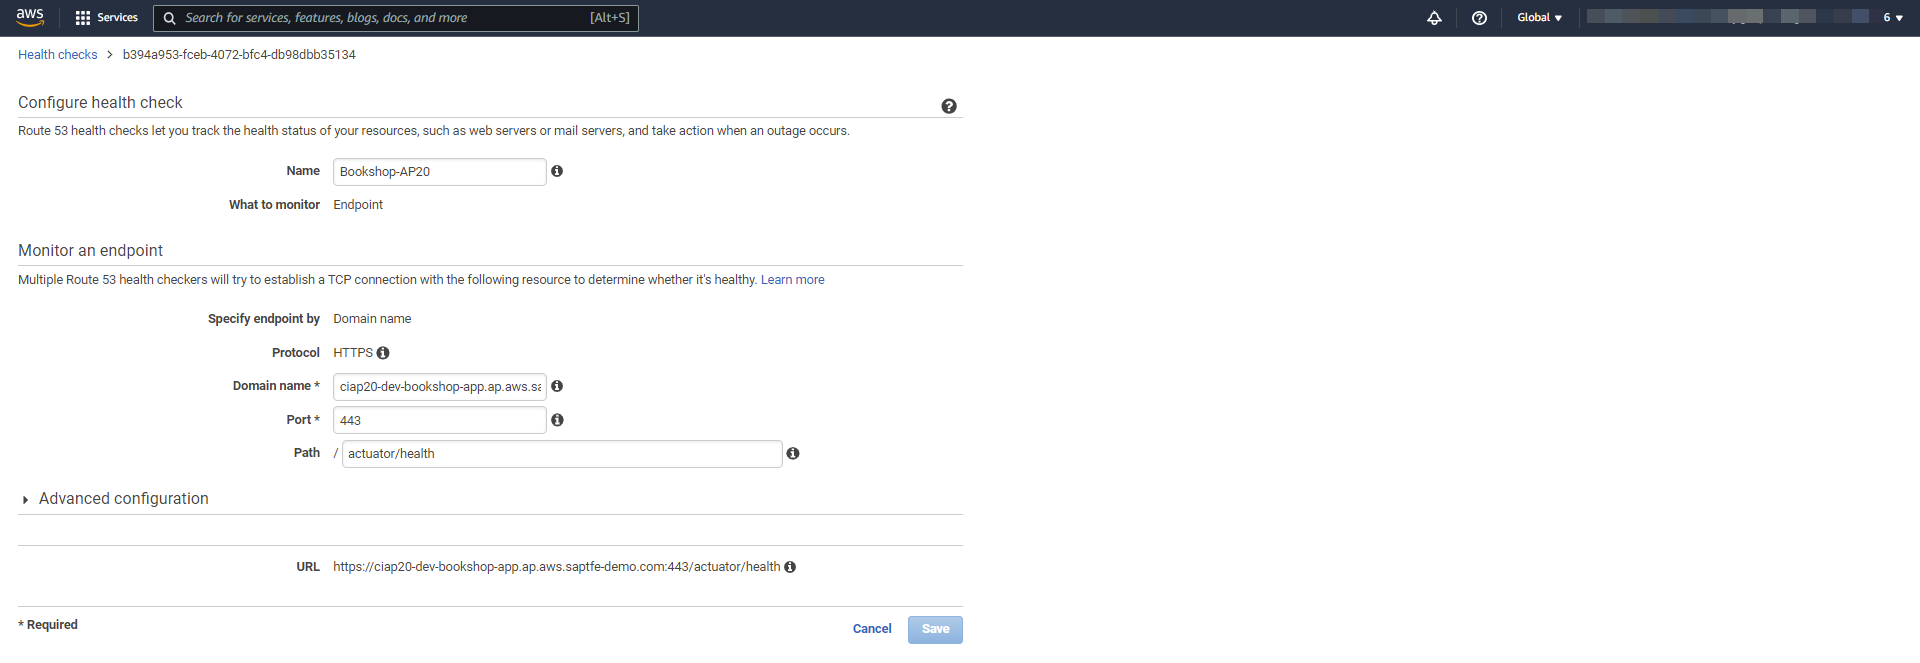 aws Services Search for services, features, blogs, docs, and more [Alt+S] Global 6
Health checks > b394a953-fceb-4072-bfc4-db98dbb35134
Configure health check
Route 53 health checks let you track the health status of your resources, such as web servers or mail servers, and take action when an outage occurs.
Name Bookshop-AP20
What to monitor Endpoint
Monitor an endpoint
Multiple Route 53 health checkers will try to establish a TCP connection with the following resource to determine whether it's healthy. Learn more
Specify endpoint by Domain name
Protocol HTTPS
Domain name * ciap20-dev-bookshop-app.ap.aws.sa
Port * 443
Path / actuator/health
Advanced configuration
URL https://ciap20-dev-bookshop-app.ap.aws.saptfe-demo.com:443/actuator/health
* Required
Cancel Save